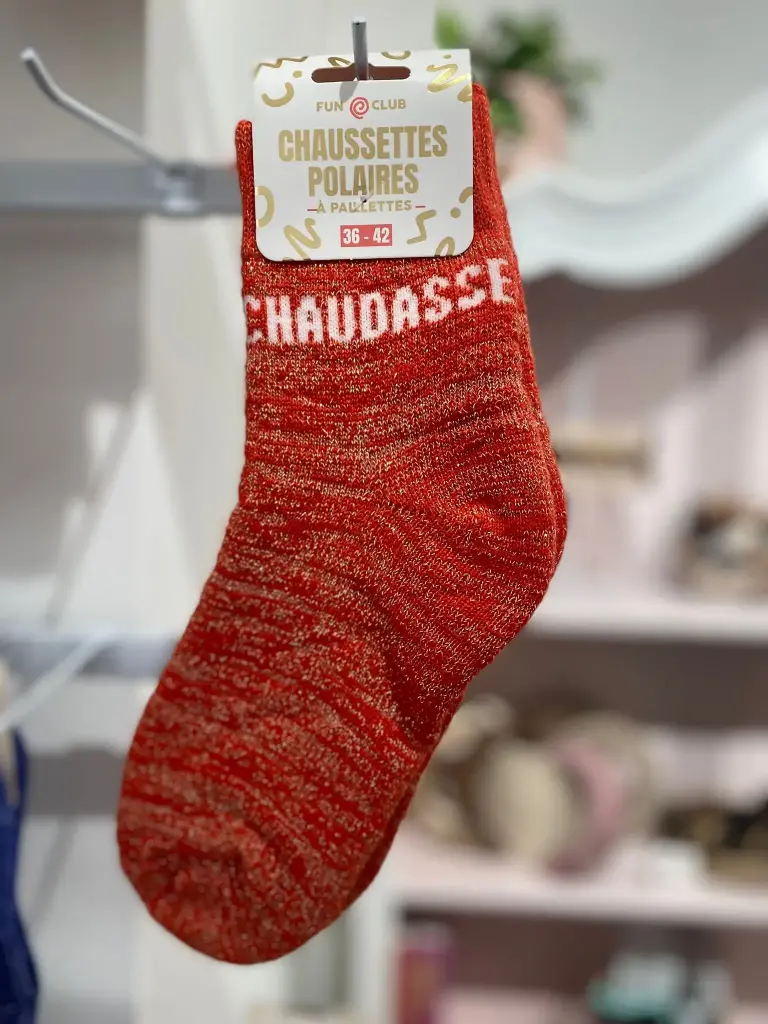 FUN CLUB
CHAUSSETTES
POLAIRES
À PAILLETTES
36 - 42
CHAUDASSE